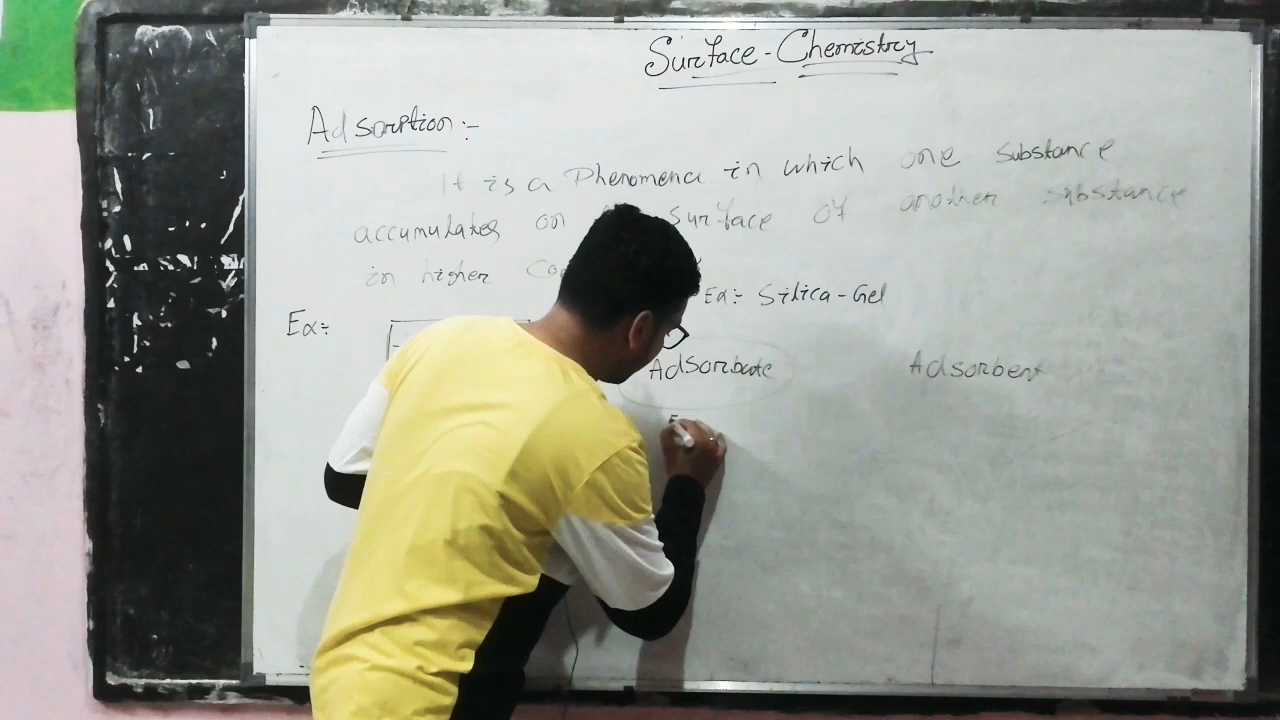 Surface-Chemistry
Adsorption:-
It is a Phenomena in which one substance
accumulates on surface of another substance
in higher
Ex:- Silica-Gel
Ex:-
Adsorbate Adsorbent